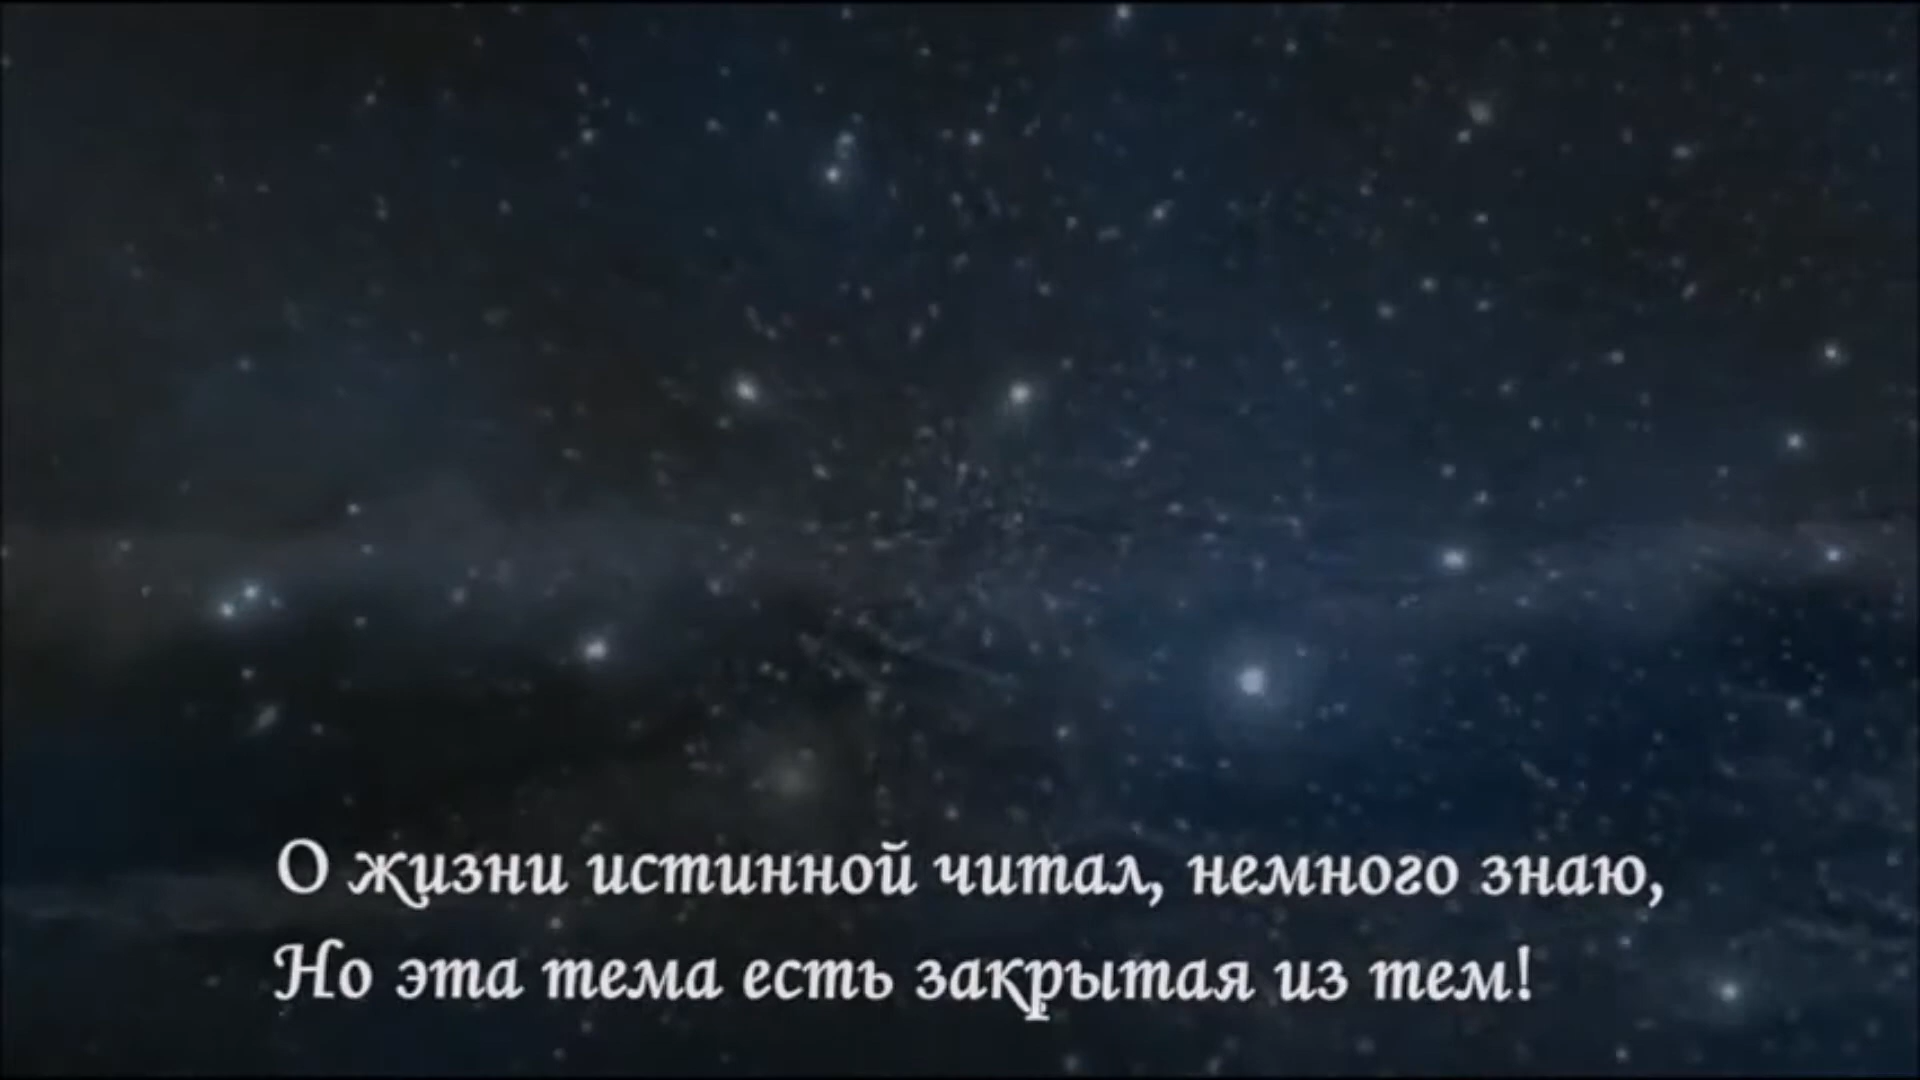 О жизни истинной читал, немного знаю,
Но эта тема есть закрытая из тем!